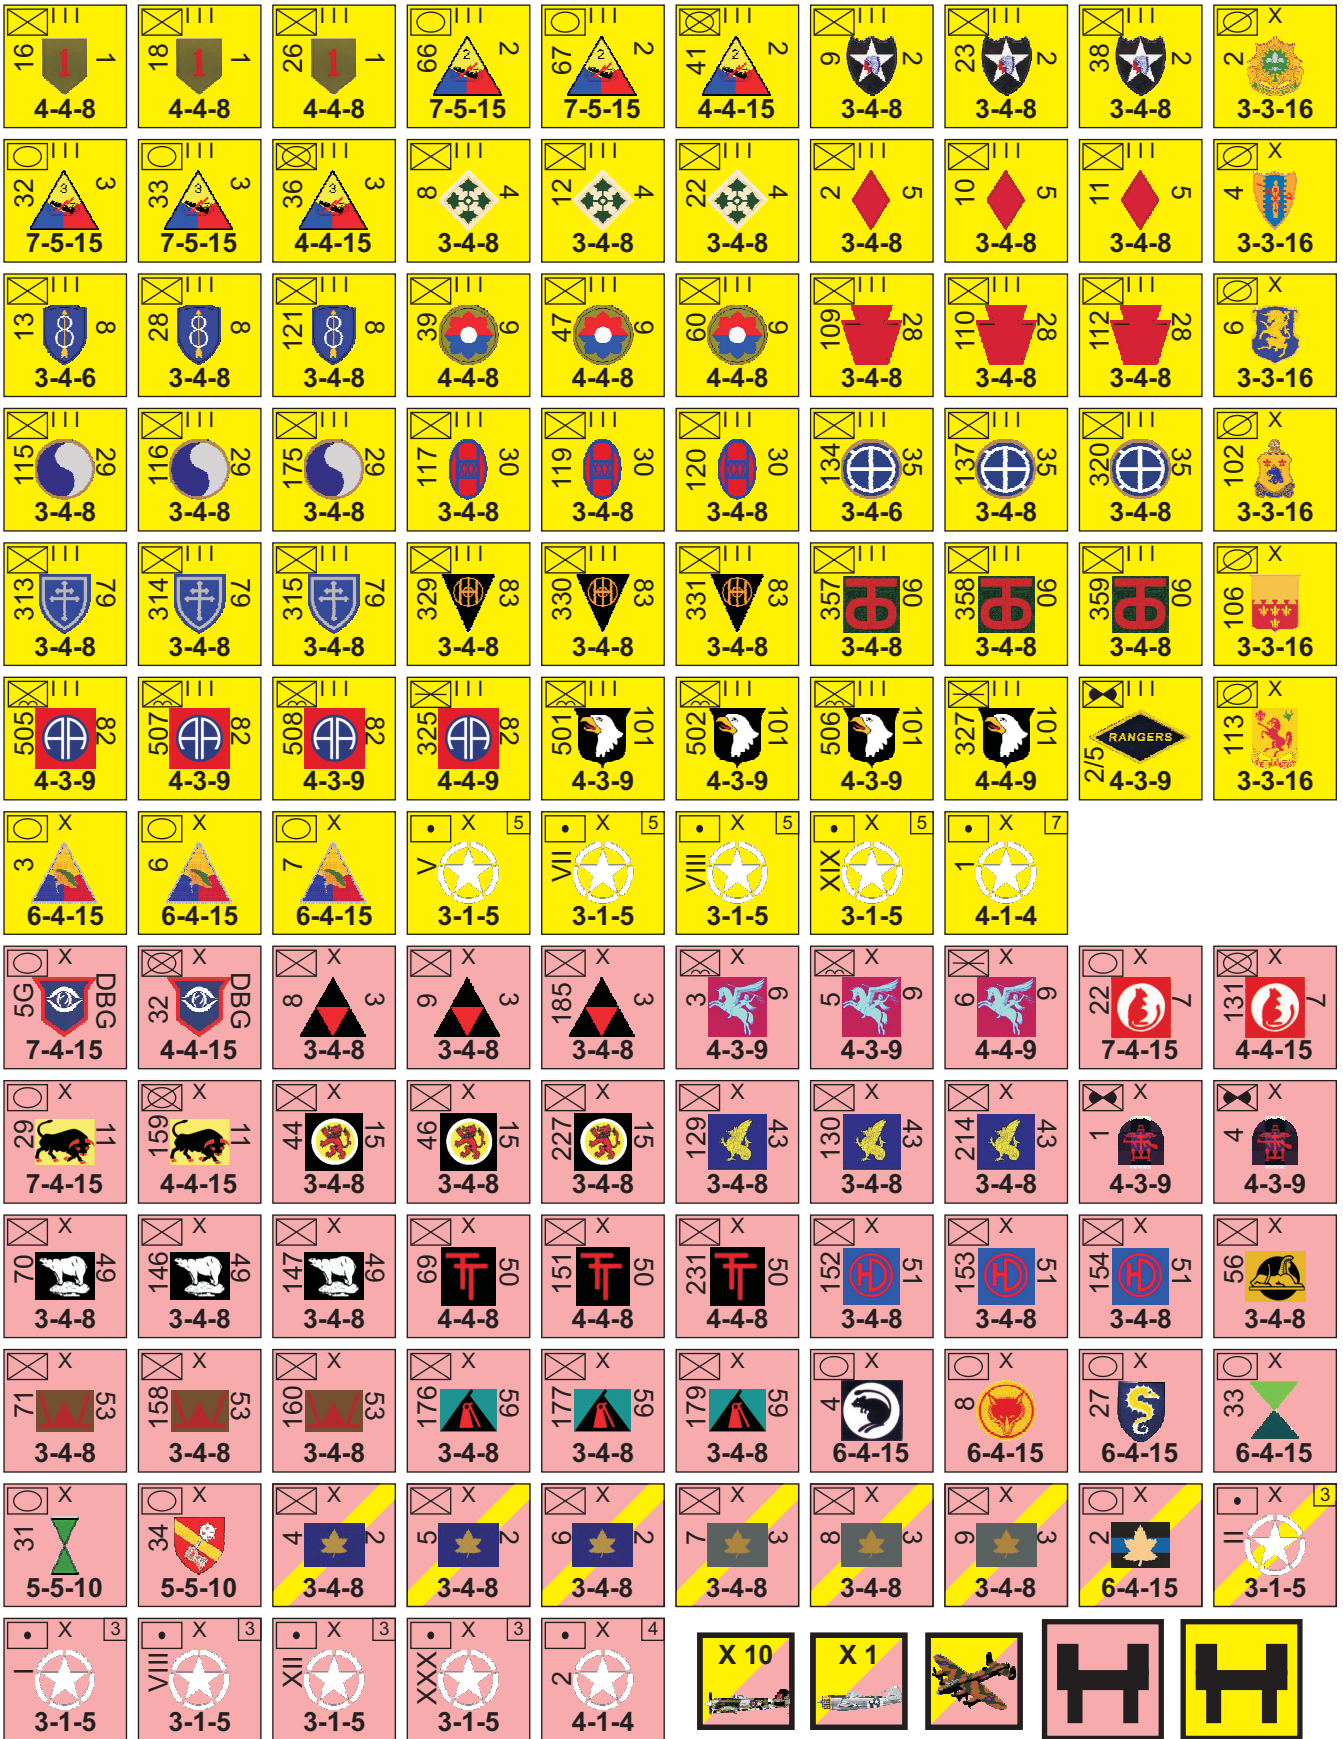 16 III 1 4-4-8
18 III 1 4-4-8
26 III 1 4-4-8
66 III 2 2 7-5-15
67 III 2 2 7-5-15
41 III 2 2 4-4-15
9 III 2 3-4-8
23 III 2 3-4-8
38 III 2 3-4-8
2 X 3-3-16
32 III 3 3 7-5-15
33 III 3 3 7-5-15
36 III 3 3 4-4-15
8 III 4 3-4-8
12 III 4 3-4-8
22 III 4 3-4-8
2 III 5 3-4-8
10 III 5 3-4-8
11 III 5 3-4-8
4 X 3-3-16
13 III 8 3-4-6
28 III 8 3-4-8
121 III 8 3-4-8
39 III 9 4-4-8
47 III 9 4-4-8
60 III 9 4-4-8
109 III 28 3-4-8
110 III 28 3-4-8
112 III 28 3-4-8
6 X 3-3-16
115 III 29 3-4-8
116 III 29 3-4-8
175 III 29 3-4-8
117 III 30 3-4-8
119 III 30 3-4-8
120 III 30 3-4-8
134 III 35 3-4-6
137 III 35 3-4-8
320 III 35 3-4-8
102 X 3-3-16
313 III 79 3-4-8
314 III 79 3-4-8
315 III 79 3-4-8
329 III 83 3-4-8
330 III 83 3-4-8
331 III 83 3-4-8
357 III 90 3-4-8
358 III 90 3-4-8
359 III 90 3-4-8
106 X 3-3-16
505 III AA 82 4-3-9
507 III AA 82 4-3-9
508 III AA 82 4-3-9
325 III AA 82 4-4-9
501 III 101 4-3-9
502 III 101 4-3-9
506 III 101 4-3-9
327 III 101 4-4-9
2/5 III RANGERS 4-3-9
113 X 3-3-16
3 X 6-4-15
6 X 6-4-15
7 X 6-4-15
V X 5 3-1-5
VII X 5 3-1-5
VIII X 5 3-1-5
XIX X 5 3-1-5
1 X 7 4-1-4
5G X DBG 7-4-15
32 X DBG 4-4-15
8 X 3 3-4-8
9 X 3 3-4-8
185 X 3 3-4-8
3 X 6 4-3-9
5 X 6 4-3-9
6 X 6 4-4-9
22 X 7 7-4-15
131 X 7 4-4-15
29 X 11 7-4-15
159 X 11 4-4-15
44 X 15 3-4-8
46 X 15 3-4-8
227 X 15 3-4-8
129 X 43 3-4-8
130 X 43 3-4-8
214 X 43 3-4-8
1 X 4-3-9
4 X 4-3-9
70 X 49 3-4-8
146 X 49 3-4-8
147 X 49 3-4-8
69 X TT 50 4-4-8
151 X TT 50 4-4-8
231 X TT 50 4-4-8
152 X HD 51 3-4-8
153 X HD 51 3-4-8
154 X HD 51 3-4-8
56 X 3-4-8
71 X 53 3-4-8
158 X 53 3-4-8
160 X 53 3-4-8
176 X 59 3-4-8
177 X 59 3-4-8
179 X 59 3-4-8
4 X 6-4-15
8 X 6-4-15
27 X 6-4-15
33 X 6-4-15
31 X 5-5-10
34 X 5-5-10
4 X 2 3-4-8
5 X 2 3-4-8
6 X 2 3-4-8
7 X 3 3-4-8
8 X 3 3-4-8
9 X 3 3-4-8
2 X 6-4-15
II X 3 3-1-5
I X 3 3-1-5
VIII X 3 3-1-5
XII X 3 3-1-5
XXX X 3 3-1-5
2 X 4 4-1-4
X 10
X 1